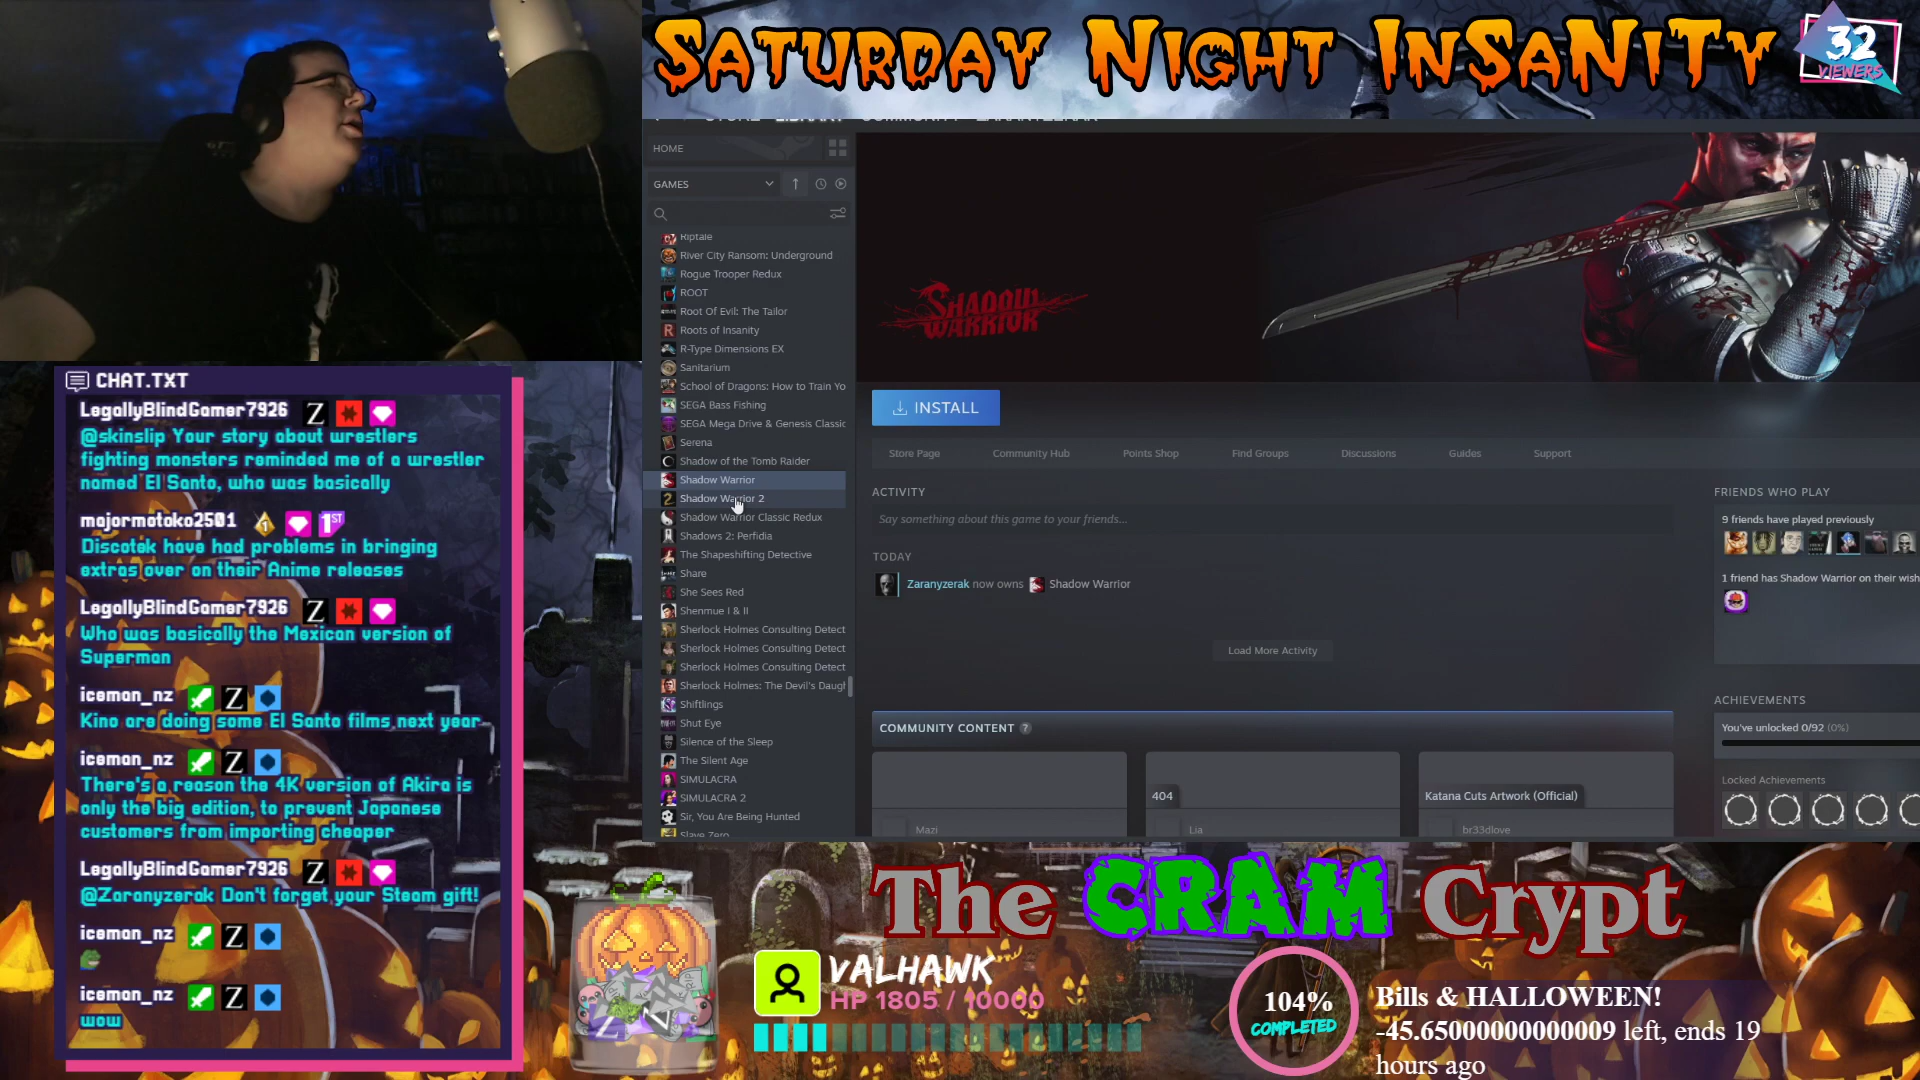 SATURDAY NIGHT INSANITY
32
VIEWERS
HOME
GAMES
Riptale
River City Ransom: Underground
Rogue Trooper Redux
ROOT
Root Of Evil: The Tailor
Roots of Insanity
R-Type Dimensions EX
Sanitarium
School of Dragons: How to Train Yo
SEGA Bass Fishing
SEGA Mega Drive & Genesis Classic
Serena
Shadow of the Tomb Raider
Shadow Warrior
Shadow Warrior 2
Shadow Warrior Classic Redux
Shadows 2: Perfidia
The Shapeshifting Detective
Share
She Sees Red
Shenmue I & II
Sherlock Holmes Consulting Detect
Sherlock Holmes Consulting Detect
Sherlock Holmes Consulting Detect
Sherlock Holmes: The Devil's Daugh
Shiftlings
Shut Eye
Silence of the Sleep
The Silent Age
SIMULACRA
SIMULACRA 2
Sir, You Are Being Hunted
Slave Zero
SHADOW
WARRIOR
INSTALL
Store Page Community Hub Points Shop Find Groups Discussions Guides Support
ACTIVITY
Say something about this game to your friends...
TODAY
Zaranyzerak now owns Shadow Warrior
Load More Activity
COMMUNITY CONTENT ?
404
Katana Cuts Artwork (Official)
Mazi
Lia
br33dlove
FRIENDS WHO PLAY
9 friends have played previously
1 friend has Shadow Warrior on their wish
ACHIEVEMENTS
You've unlocked 0/92 (0%)
Locked Achievements
CHAT.TXT
LegallyBlindGamer7926 Z
@skinslip Your story about wrestlers
fighting monsters reminded me of a wrestler
named El Santo, who was basically
majormotoko2501 1 1ST
Discotek have had problems in bringing
extras over on their Anime releases
LegallyBlindGamer7926 Z
Who was basically the Mexican version of
Superman
iceman_nz Z
Kino are doing some El Santo films next year
iceman_nz Z
There's a reason the 4K version of Akira is
only the big edition, to prevent Japanese
customers from importing cheaper
LegallyBlindGamer7926 Z
@Zaranyzerak Don't forget your Steam gift!
iceman_nz Z
iceman_nz Z
wow
The CRAM Crypt
VALHAWK
HP 1805 / 10000
104%
COMPLETED
Bills & HALLOWEEN!
-45.65000000000009 left, ends 19
hours ago